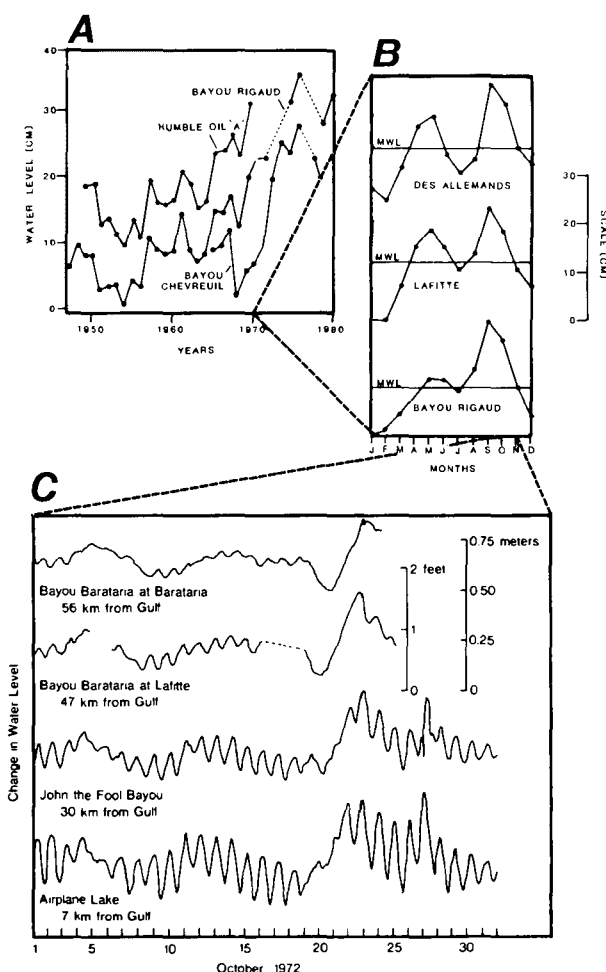 A
40
30
20
10
0
WATER LEVEL (CM)
BAYOU RIGAUD
HUMBLE OIL "A"
BAYOU
CHEVREUIL
1950
1960
1970
1980
YEARS
B
MWL
DES ALLEMANDS
MWL
LAFITTE
MWL
BAYOU RIGAUD
J F M A M J J A S O N D
MONTHS
30
20
10
0
SCALE (CM)
C
Change in Water Level
Bayou Barataria at Barataria
56 km from Gulf
Bayou Barataria at Lafitte
47 km from Gulf
John the Fool Bayou
30 km from Gulf
Airplane Lake
7 km from Gulf
2 feet
1
0
0.75 meters
0.50
0.25
0
1
5
10
15
20
25
30
October 1972